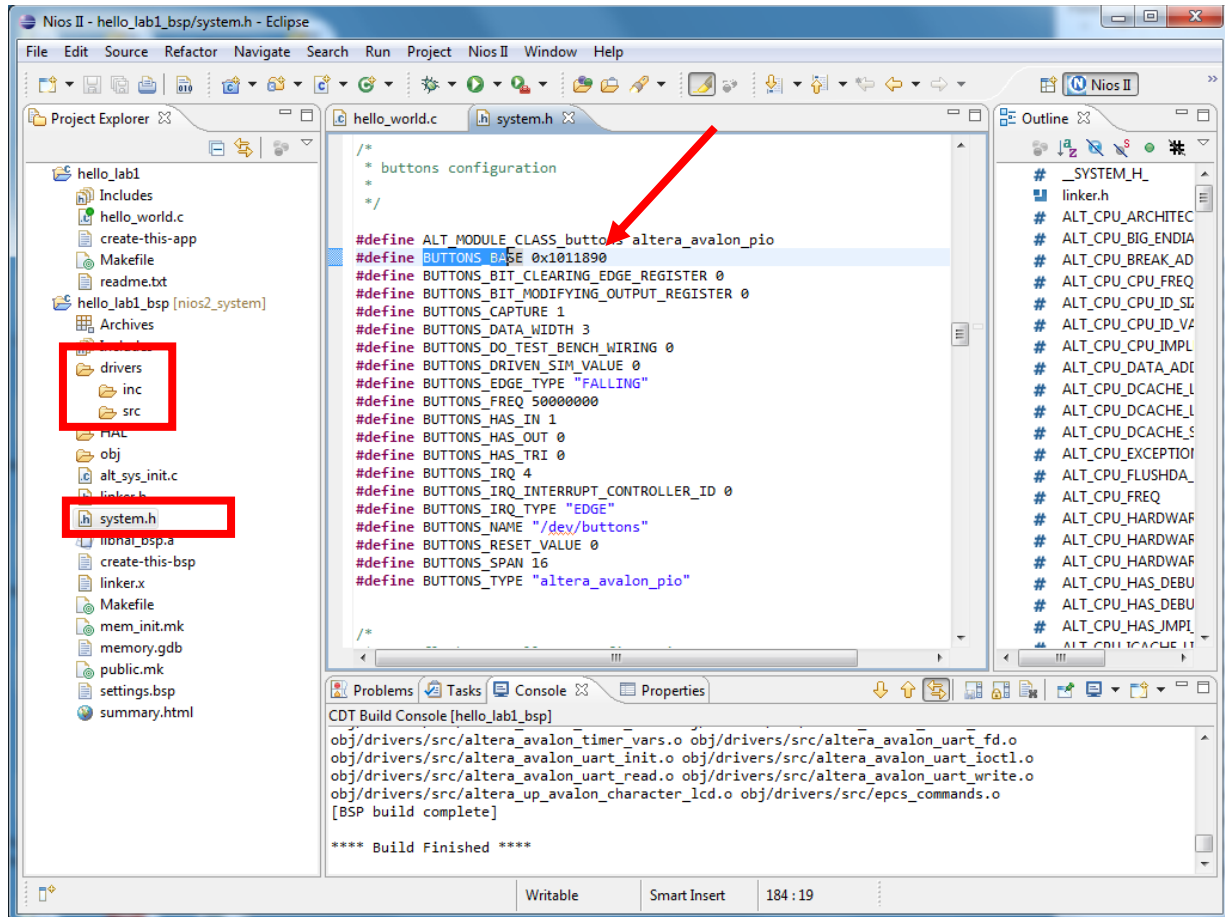 Nios II - hello_lab1_bsp/system.h - Eclipse
File Edit Source Refactor Navigate Search Run Project Nios II Window Help
Nios II
Project Explorer
hello_lab1
Includes
hello_world.c
create-this-app
Makefile
readme.txt
hello_lab1_bsp [nios2_system]
Archives
Includes
drivers
inc
src
HAL
obj
alt_sys_init.c
linker.h
system.h
libhal_bsp.a
create-this-bsp
linker.x
Makefile
mem_init.mk
memory.gdb
public.mk
settings.bsp
summary.html
hello_world.c system.h
/*
* buttons configuration
*
*/
#define ALT_MODULE_CLASS_buttons altera_avalon_pio
#define BUTTONS_BASE 0x1011890
#define BUTTONS_BIT_CLEARING_EDGE_REGISTER 0
#define BUTTONS_BIT_MODIFYING_OUTPUT_REGISTER 0
#define BUTTONS_CAPTURE 1
#define BUTTONS_DATA_WIDTH 3
#define BUTTONS_DO_TEST_BENCH_WIRING 0
#define BUTTONS_DRIVEN_SIM_VALUE 0
#define BUTTONS_EDGE_TYPE "FALLING"
#define BUTTONS_FREQ 50000000
#define BUTTONS_HAS_IN 1
#define BUTTONS_HAS_OUT 0
#define BUTTONS_HAS_TRI 0
#define BUTTONS_IRQ 4
#define BUTTONS_IRQ_INTERRUPT_CONTROLLER_ID 0
#define BUTTONS_IRQ_TYPE "EDGE"
#define BUTTONS_NAME "/dev/buttons"
#define BUTTONS_RESET_VALUE 0
#define BUTTONS_SPAN 16
#define BUTTONS_TYPE "altera_avalon_pio"
/*
Outline
# __SYSTEM_H_
linker.h
# ALT_CPU_ARCHITEC
# ALT_CPU_BIG_ENDIA
# ALT_CPU_BREAK_AD
# ALT_CPU_CPU_FREQ
# ALT_CPU_CPU_ID_SIZ
# ALT_CPU_CPU_ID_VA
# ALT_CPU_CPU_IMPL
# ALT_CPU_DATA_ADD
# ALT_CPU_DCACHE_L
# ALT_CPU_DCACHE_L
# ALT_CPU_DCACHE_S
# ALT_CPU_EXCEPTION
# ALT_CPU_FLUSHDA_
# ALT_CPU_FREQ
# ALT_CPU_HARDWAR
# ALT_CPU_HARDWAR
# ALT_CPU_HARDWAR
# ALT_CPU_HAS_DEBU
# ALT_CPU_HAS_DEBU
# ALT_CPU_HAS_JMPI_
# ALT_CPU_ICACHE_LI
Problems Tasks Console Properties
CDT Build Console [hello_lab1_bsp]
obj/drivers/src/altera_avalon_timer_vars.o obj/drivers/src/altera_avalon_uart_fd.o
obj/drivers/src/altera_avalon_uart_init.o obj/drivers/src/altera_avalon_uart_ioctl.o
obj/drivers/src/altera_avalon_uart_read.o obj/drivers/src/altera_avalon_uart_write.o
obj/drivers/src/altera_up_avalon_character_lcd.o obj/drivers/src/epcs_commands.o
[BSP build complete]
**** Build Finished ****
Writable Smart Insert 184 : 19